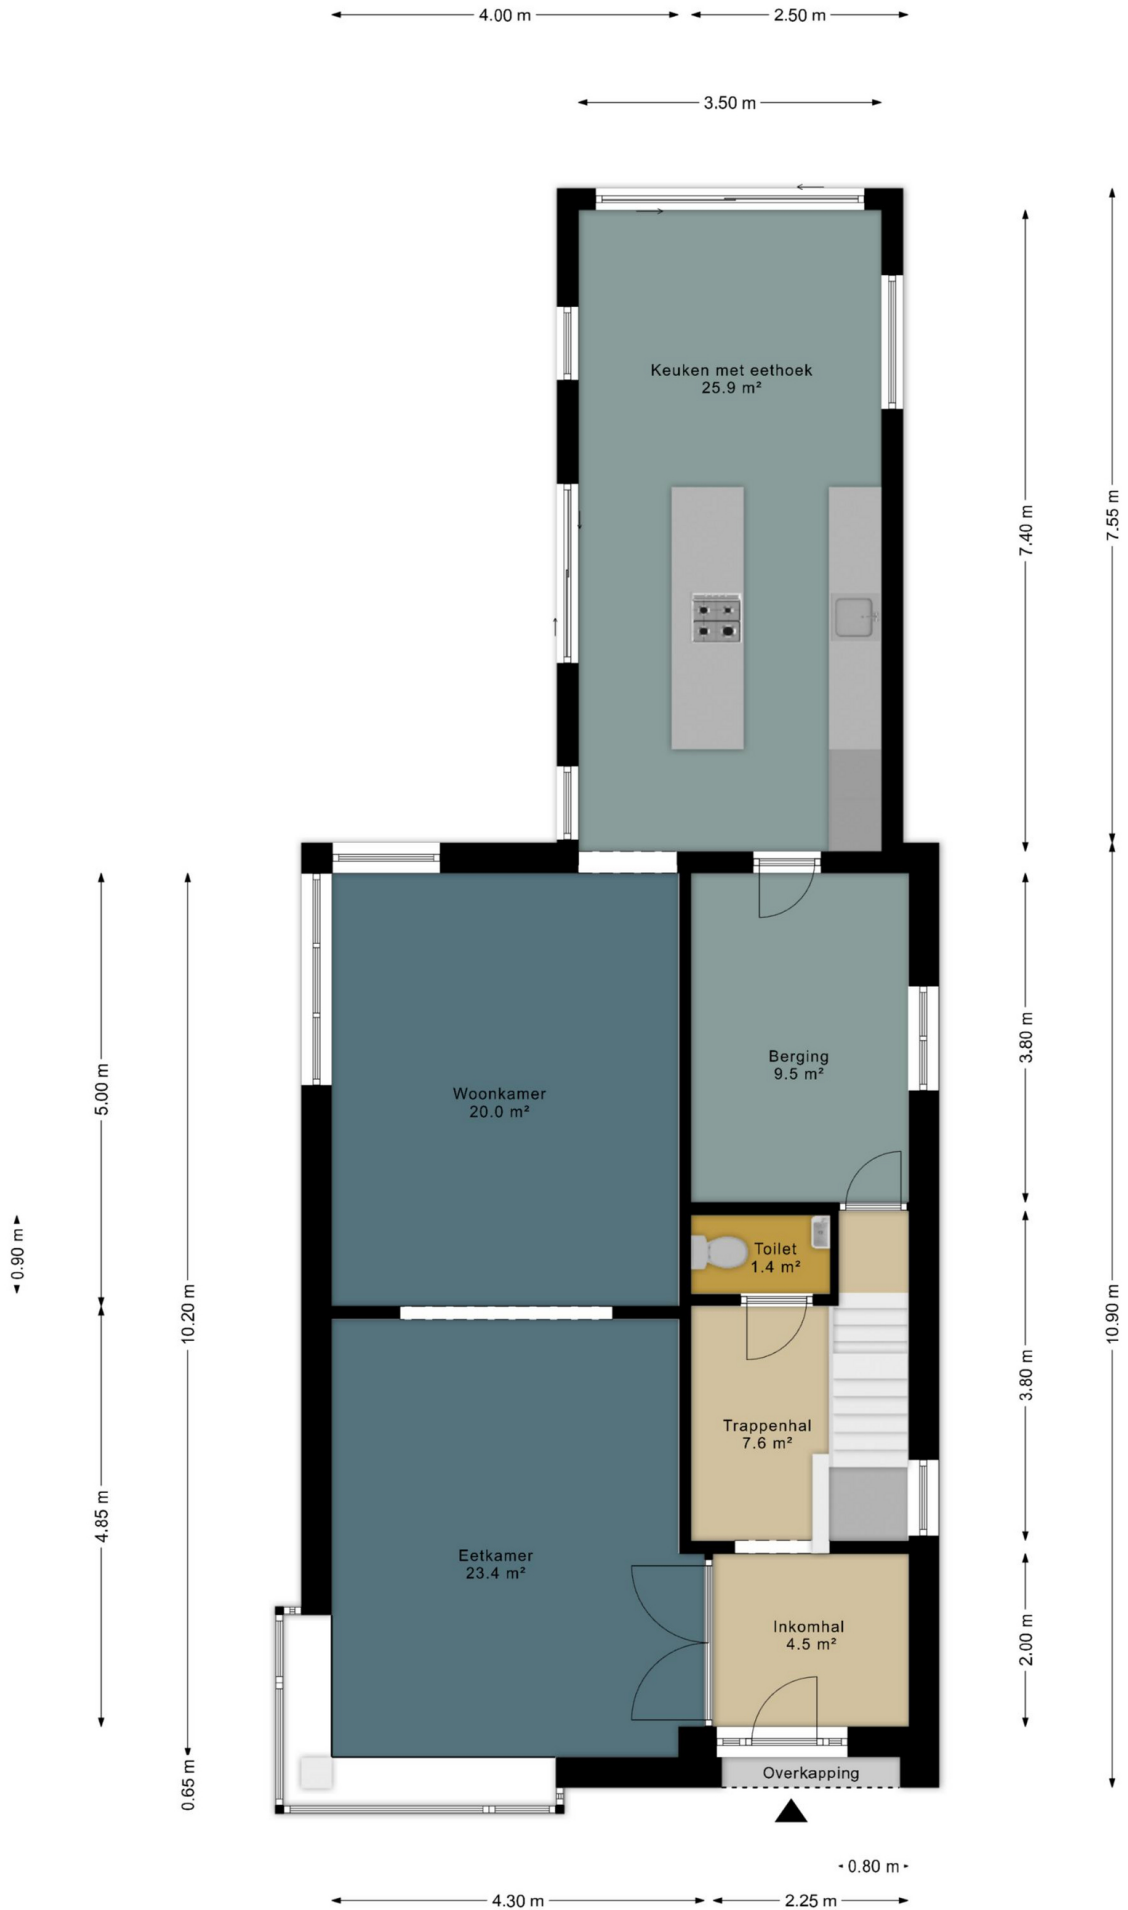 4.00 m
2.50 m
3.50 m
Keuken met eethoek
25.9 m²
7.40 m
7.55 m
Berging
9.5 m²
3.80 m
Woonkamer
20.0 m²
5.00 m
0.90 m
10.20 m
Toilet
1.4 m²
10.90 m
3.80 m
Trappenhal
7.6 m²
4.85 m
Eetkamer
23.4 m²
Inkomhal
4.5 m²
2.00 m
0.65 m
Overkapping
0.80 m
4.30 m
2.25 m